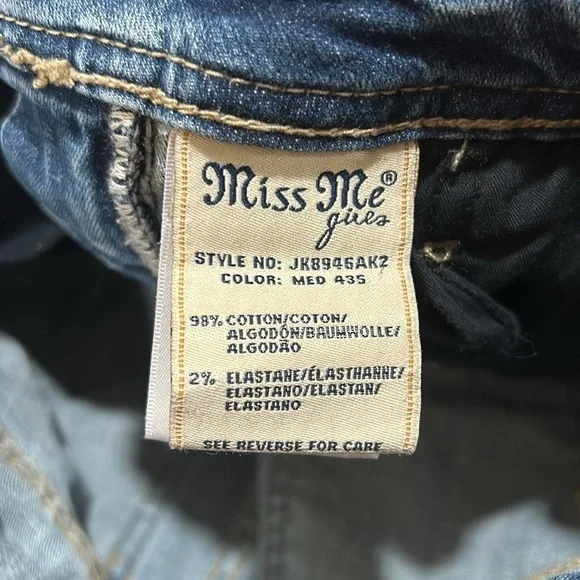 Miss Me®
girls
STYLE NO: JK8946AK2
COLOR: MED 435
98% COTTON/COTON/
ALGODÓN/BAUMWOLLE/
ALGODÃO
2% ELASTANE/ÉLASTHANNE/
ELASTANO/ELASTAN/
ELASTANO
SEE REVERSE FOR CARE